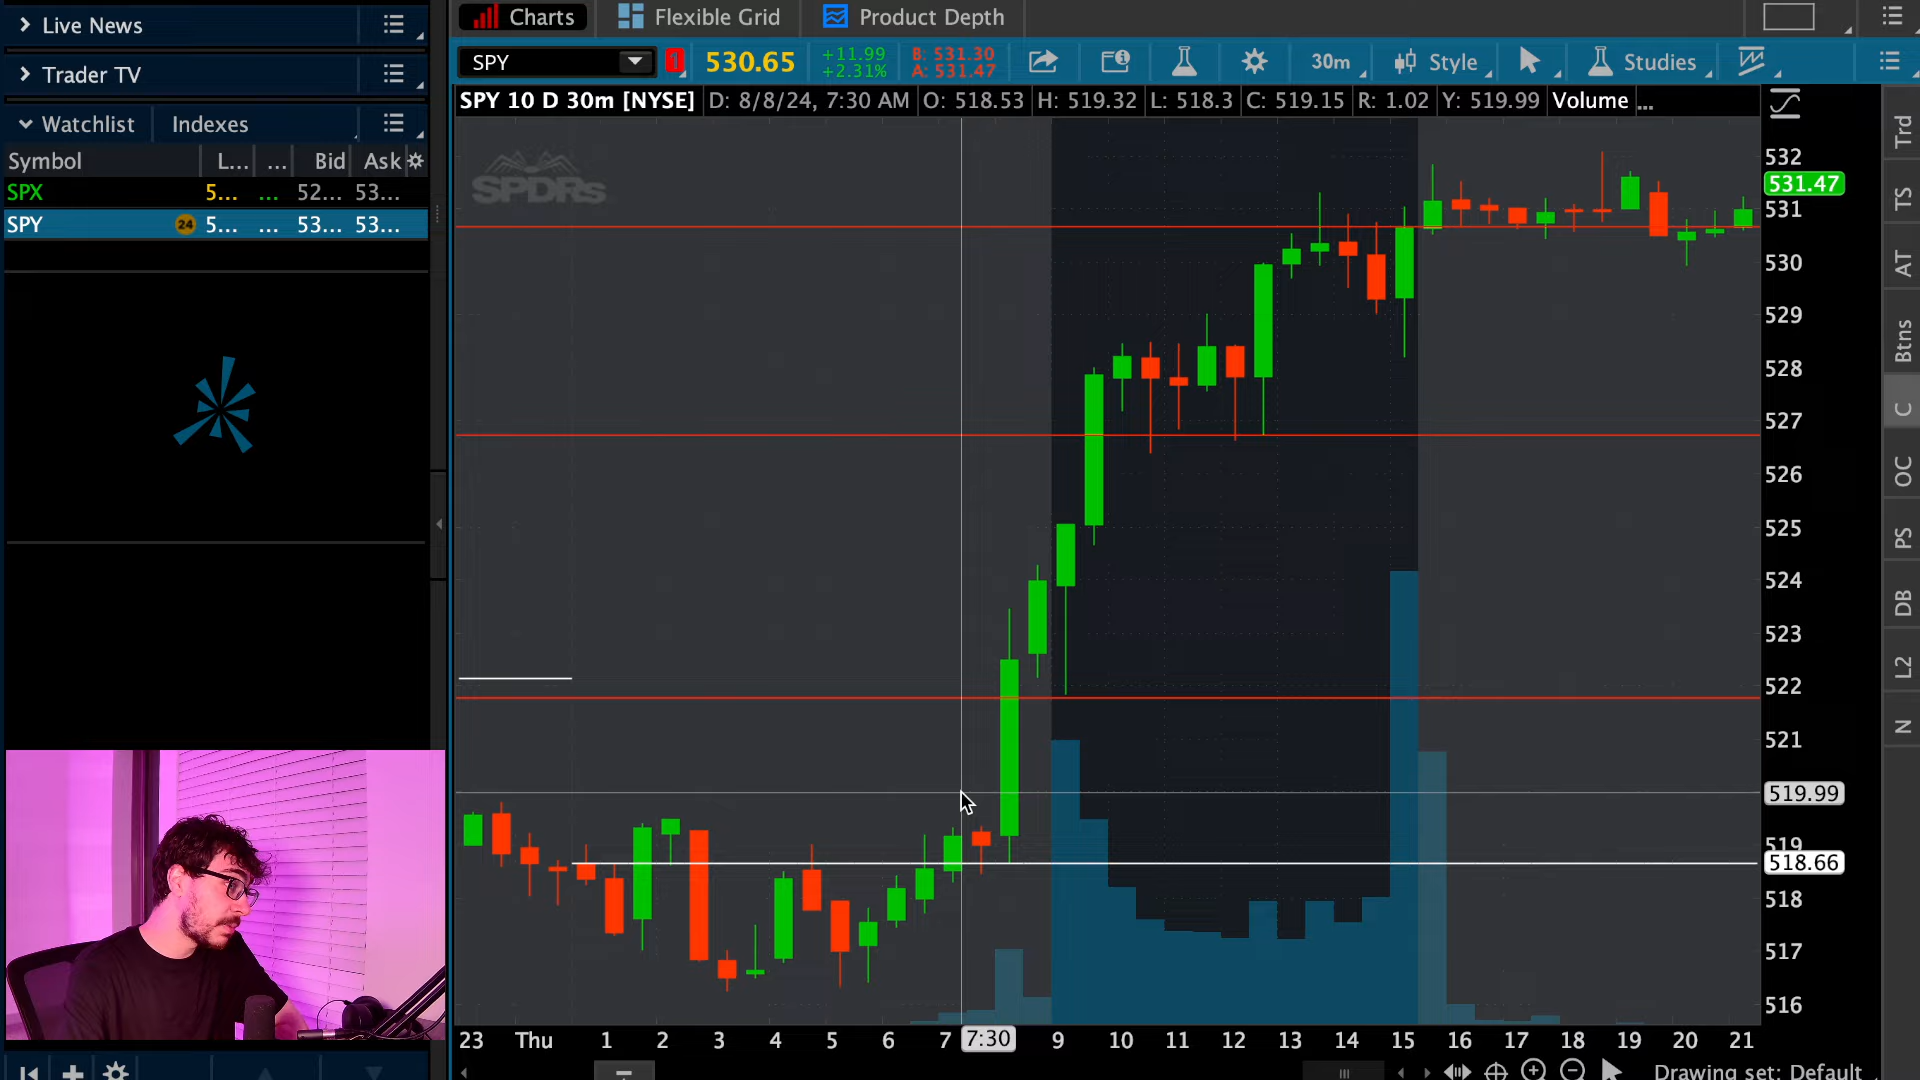 Live News
Trader TV
Watchlist Indexes
Symbol L... ... Bid Ask
SPX 5... ... 52... 53...
SPY 24 5... ... 53... 53...
Charts Flexible Grid Product Depth
SPY 1 530.65 +11.99 +2.31% B: 531.30 A: 531.47 30m Style Studies
SPY 10 D 30m [NYSE] D: 8/8/24, 7:30 AM O: 518.53 H: 519.32 L: 518.3 C: 519.15 R: 1.02 Y: 519.99 Volume ...
SPDRs
532
531.47
531
530
529
528
527
526
525
524
523
522
521
519.99
519
518.66
518
517
516
23 Thu 1 2 3 4 5 6 7 7:30 9 10 11 12 13 14 15 16 17 18 19 20 21
Drawing set: Default
Trd
TS
AT
Btns
C
OC
PS
DB
L2
N